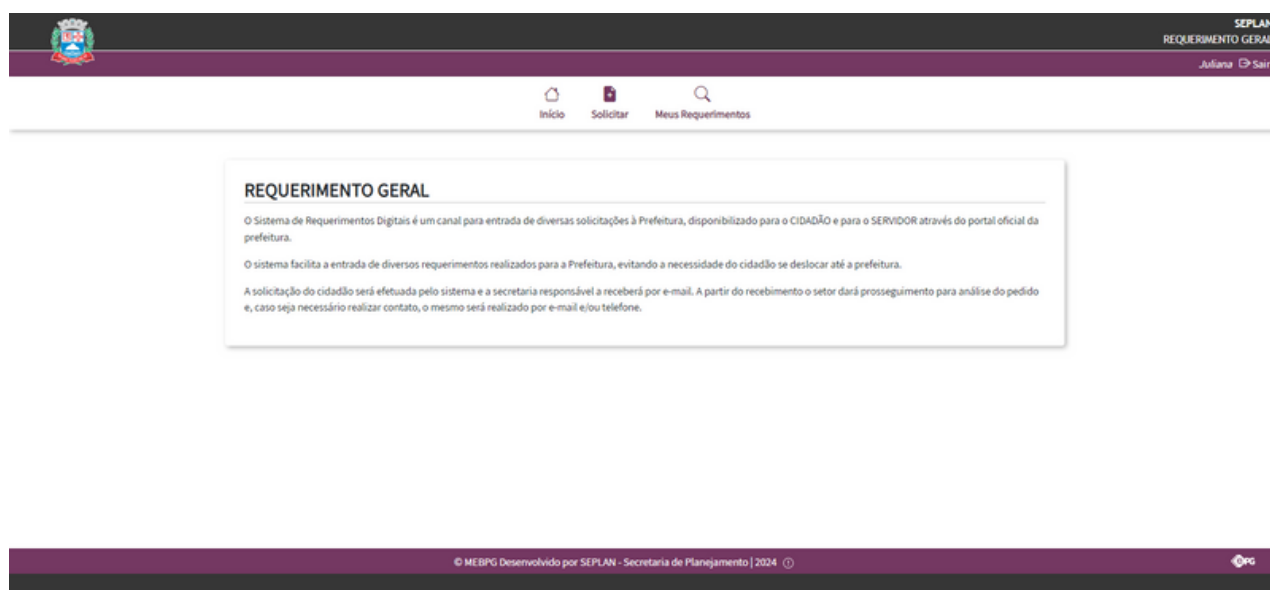 SEPLAN
REQUERIMENTO GERAL
Juliana Sair
Início Solicitar Meus Requerimentos
REQUERIMENTO GERAL
O Sistema de Requerimentos Digitais é um canal para entrada de diversas solicitações à Prefeitura, disponibilizado para o CIDADÃO e para o SERVIDOR através do portal oficial da
prefeitura.
O sistema facilita a entrada de diversos requerimentos realizados para a Prefeitura, evitando a necessidade do cidadão se deslocar até a prefeitura.
A solicitação do cidadão será efetuada pelo sistema e a secretaria responsável a receberá por e-mail. A partir do recebimento o setor dará prosseguimento para análise do pedido
e, caso seja necessário realizar contato, o mesmo será realizado por e-mail e/ou telefone.
© MEBPG Desenvolvido por SEPLAN - Secretaria de Planejamento | 2024
PG